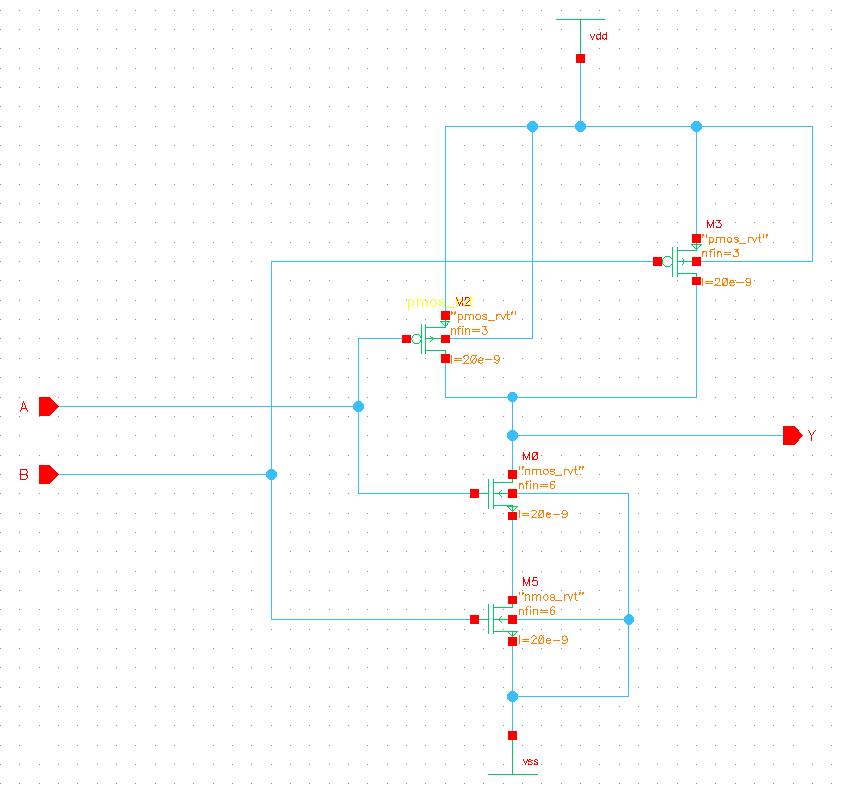 vdd
M3
"pmos_rvt"
nfin=3
l=20e-9
M2
"pmos_rvt"
nfin=3
l=20e-9
A
Y
B
M0
"nmos_rvt"
nfin=6
l=20e-9
M5
"nmos_rvt"
nfin=6
l=20e-9
vss